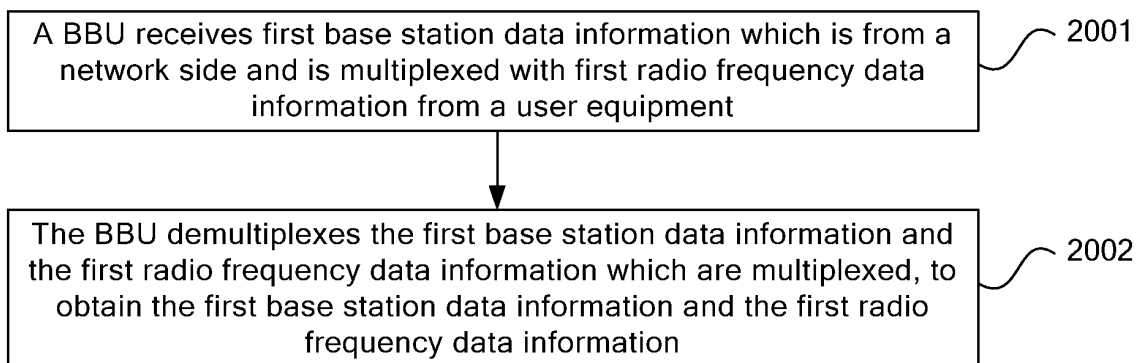 A BBU receives first base station data information which is from a
network side and is multiplexed with first radio frequency data
information from a user equipment
2001
The BBU demultiplexes the first base station data information and
the first radio frequency data information which are multiplexed, to
obtain the first base station data information and the first radio
frequency data information
2002